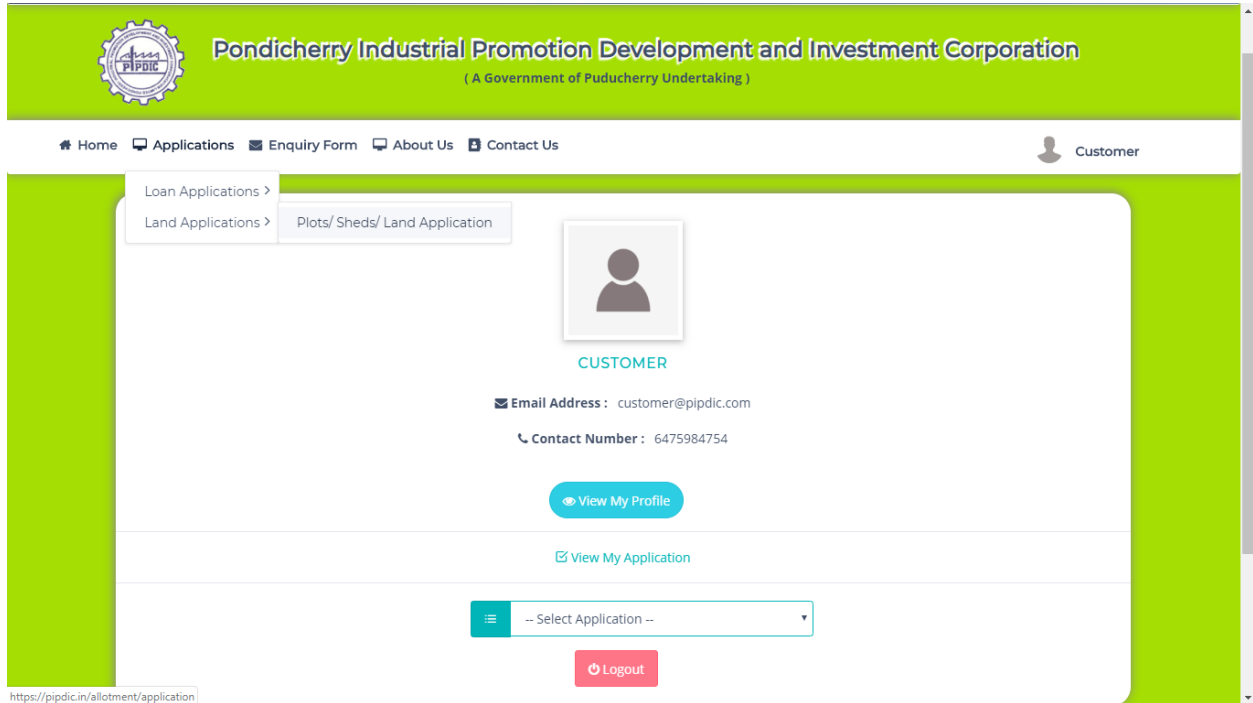 PIPDIC
Pondicherry Industrial Promotion Development and Investment Corporation
( A Government of Puducherry Undertaking )
Home Applications Enquiry Form About Us Contact Us Customer
Loan Applications >
Land Applications > Plots/ Sheds/ Land Application
CUSTOMER
Email Address : customer@pipdic.com
Contact Number : 6475984754
View My Profile
View My Application
-- Select Application --
Logout
https://pipdic.in/allotment/application